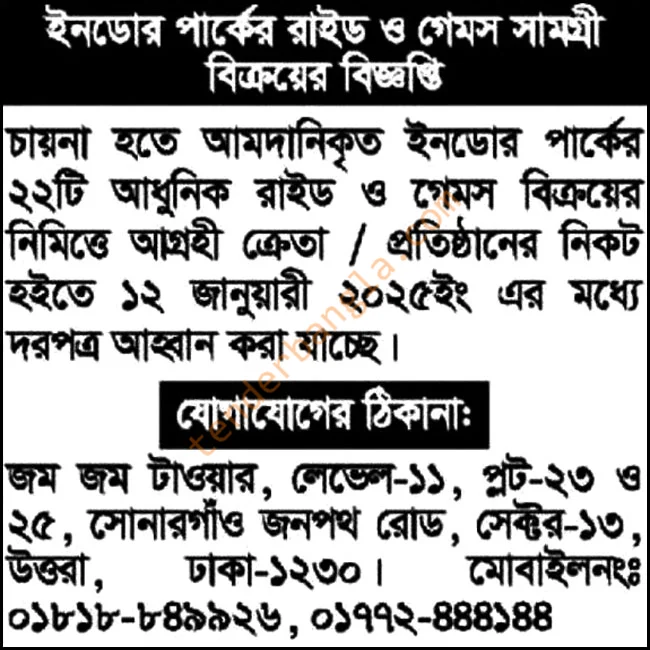 ইনডোর পার্কের রাইড ও গেমস সামগ্রী
বিক্রয়ের বিজ্ঞপ্তি
চায়না হতে আমদানিকৃত ইনডোর পার্কের
২২টি আধুনিক রাইড ও গেমস বিক্রয়ের
নিমিত্তে আগ্রহী ক্রেতা / প্রতিষ্ঠানের নিকট
হইতে ১২ জানুয়ারী ২০২৫ইং এর মধ্যে
দরপত্র আহ্বান করা যাচ্ছে।
যোগাযোগের ঠিকানা:
জম জম টাওয়ার, লেভেল-১১, প্লট-২৩ ও
২৫, সোনারগাঁও জনপথ রোড, সেক্টর-১৩,
উত্তরা, ঢাকা-১২৩০। মোবাইলনংঃ
০১৮১৮-৮৪৯৯২৬, ০১৭৭২-৪৪৪১৪৪
tenderbangla.com